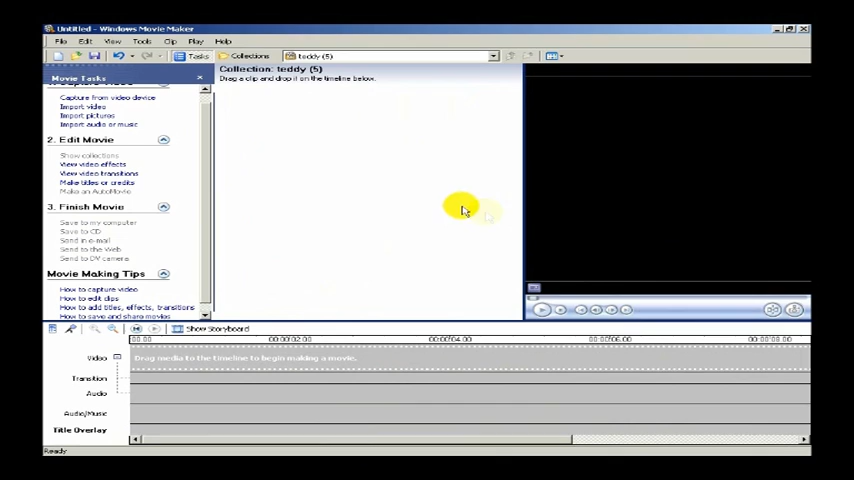 Untitled - Windows Movie Maker
File Edit View Tools Clip Play Help
Tasks Collections teddy (5)
Movie Tasks
Capture from video device
Import video
Import pictures
Import audio or music
2. Edit Movie
Show collections
View video effects
View video transitions
Make titles or credits
Make an AutoMovie
3. Finish Movie
Save to my computer
Save to CD
Send in e-mail
Send to the Web
Send to DV camera
Movie Making Tips
How to capture video
How to edit clips
How to add titles, effects, transitions
How to save and share movies
Collection: teddy (5)
Drag a clip and drop it on the timeline below.
Show Storyboard
00.00 00:00:02.00 00:00:04.00 00:00:06.00 00:00:08.00
Video Drag media to the timeline to begin making a movie.
Transition
Audio
Audio/Music
Title Overlay
Ready